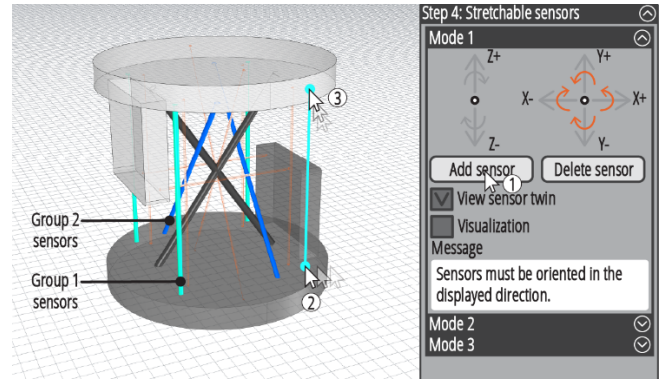 Step 4: Stretchable sensors
Mode 1
Z+
Y+
X-
X+
Z-
Y-
Add sensor
Delete sensor
1
View sensor twin
Visualization
Message
Sensors must be oriented in the
displayed direction.
Mode 2
Mode 3
3
Group 2
sensors
Group 1
sensors
2